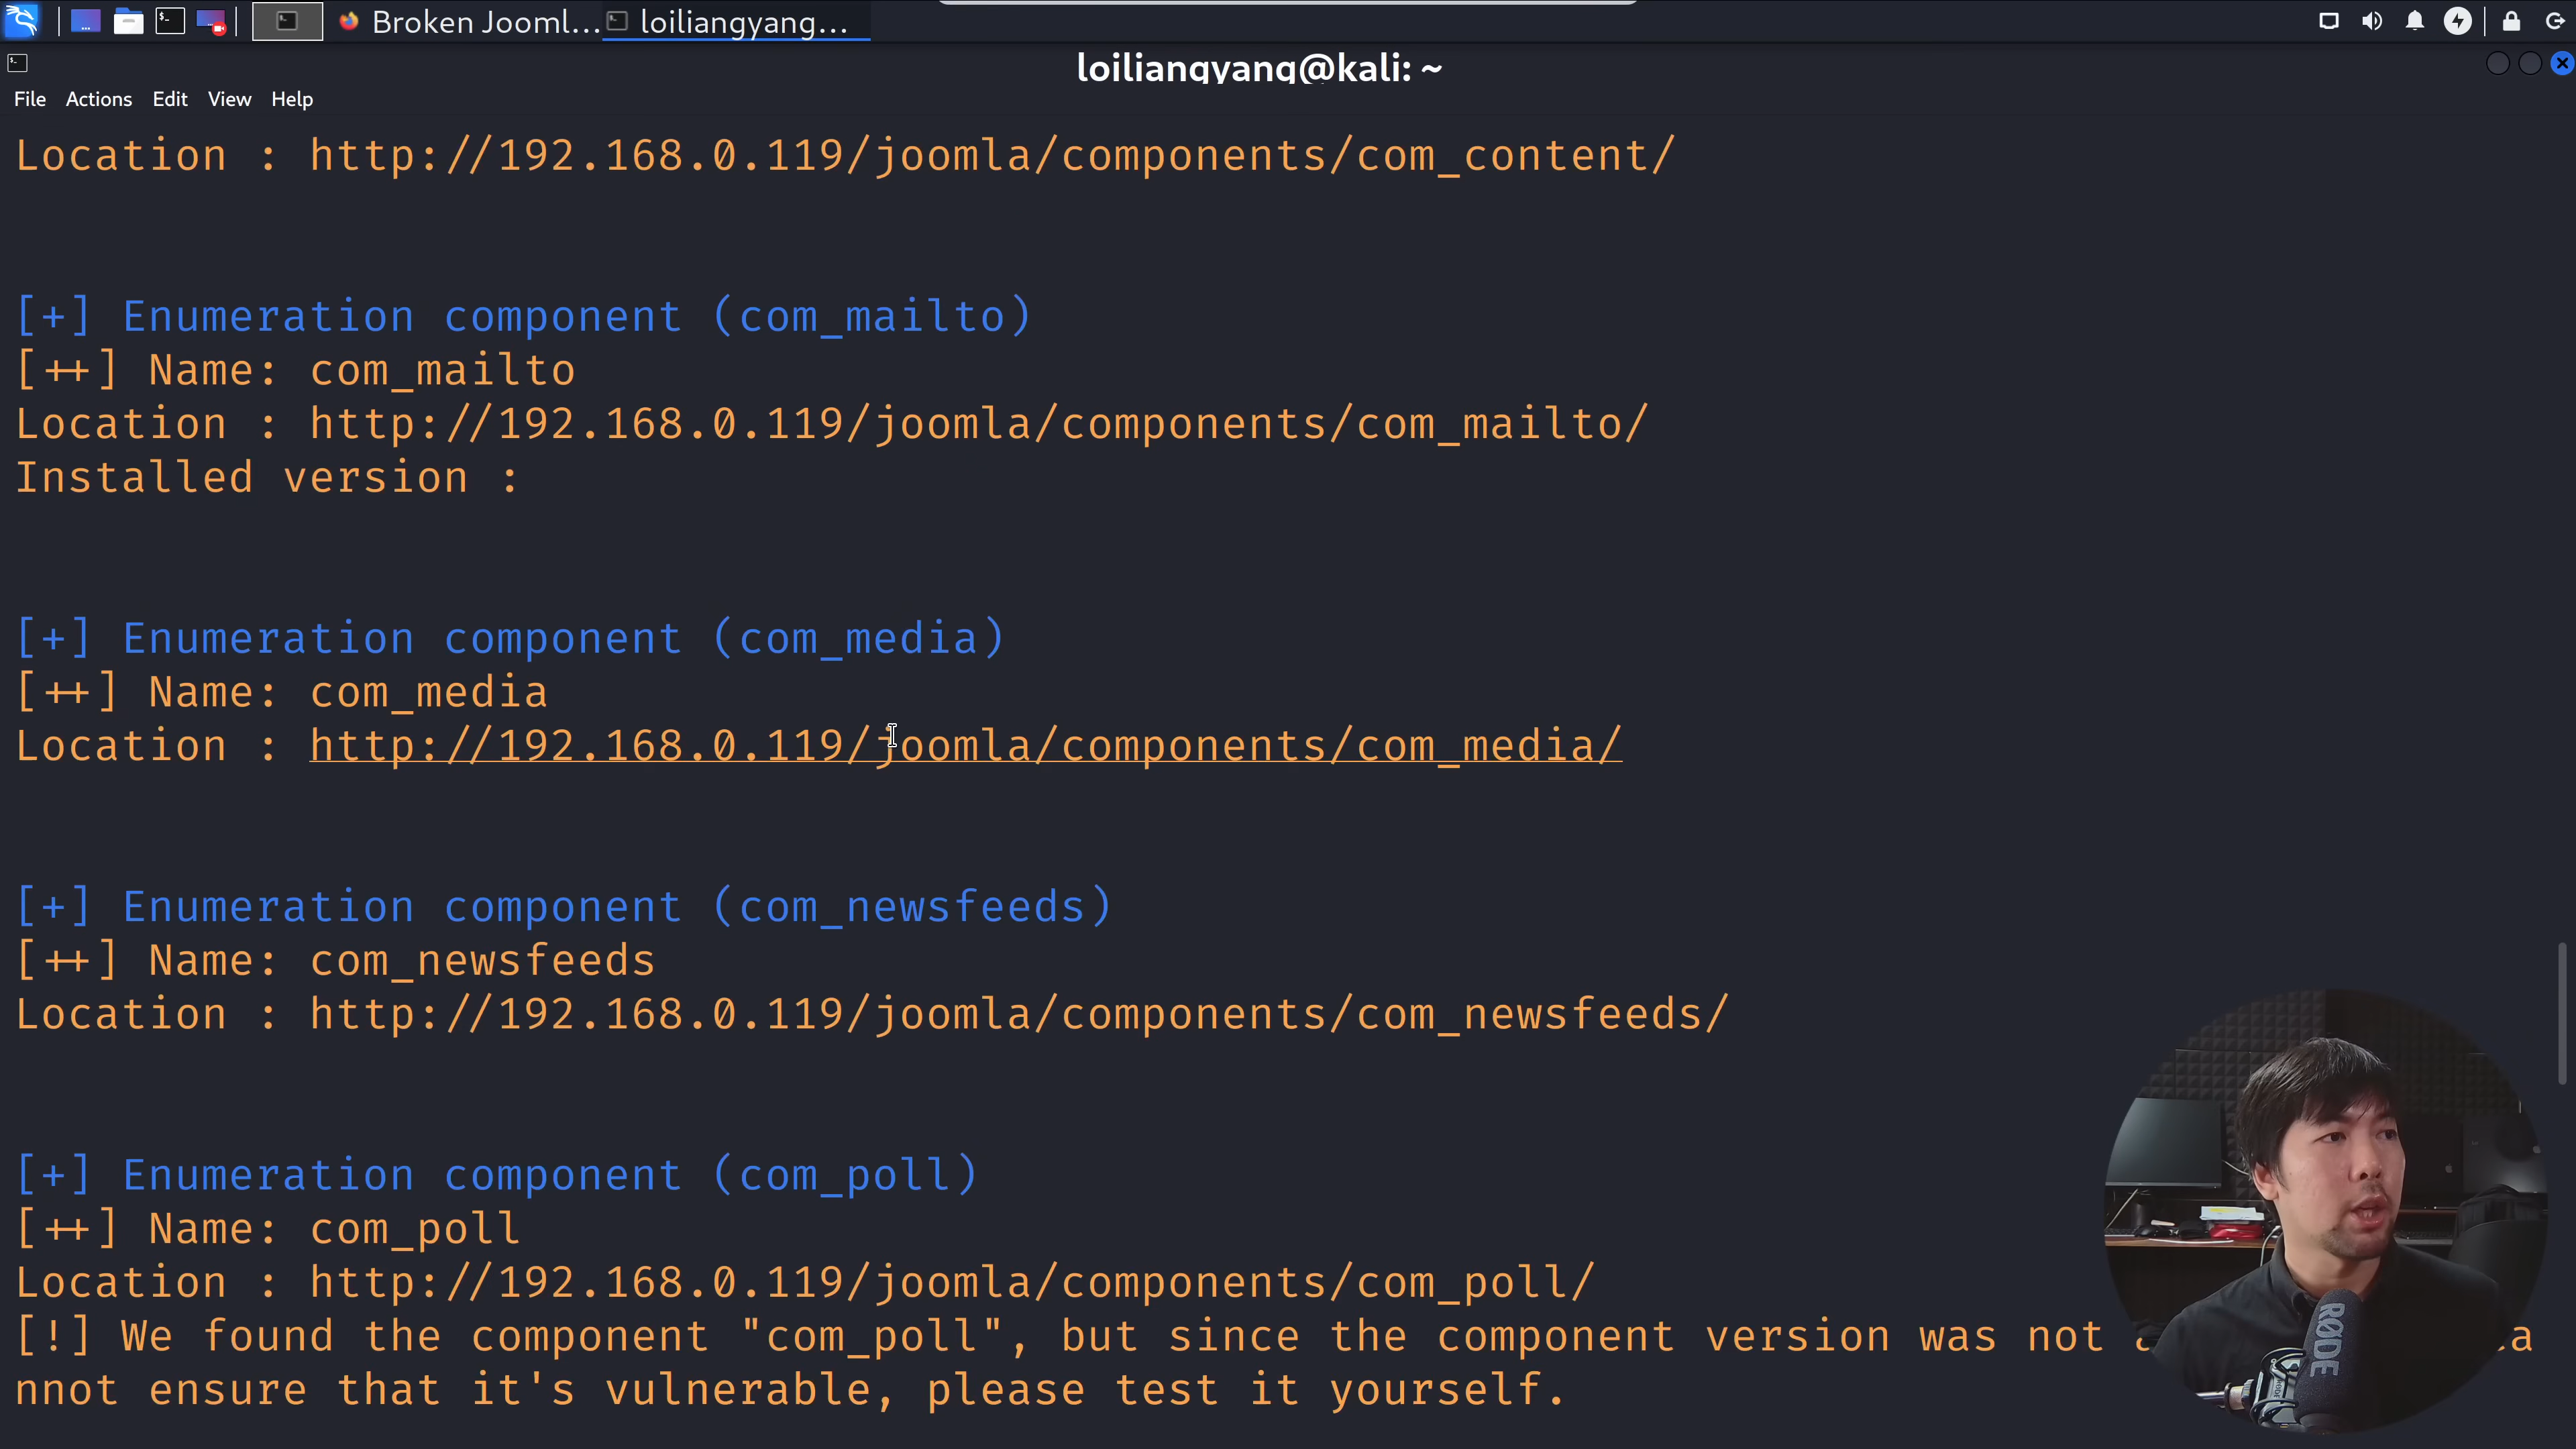 Broken Jooml...
loiliangyang...
loiliangyang@kali: ~
File Actions Edit View Help
Location : http://192.168.0.119/joomla/components/com_content/
[+] Enumeration component (com_mailto)
[++] Name: com_mailto
Location : http://192.168.0.119/joomla/components/com_mailto/
Installed version :
[+] Enumeration component (com_media)
[++] Name: com_media
Location : http://192.168.0.119/joomla/components/com_media/
[+] Enumeration component (com_newsfeeds)
[++] Name: com_newsfeeds
Location : http://192.168.0.119/joomla/components/com_newsfeeds/
[+] Enumeration component (com_poll)
[++] Name: com_poll
Location : http://192.168.0.119/joomla/components/com_poll/
[!] We found the component "com_poll", but since the component version was not
nnot ensure that it's vulnerable, please test it yourself.
RØDE